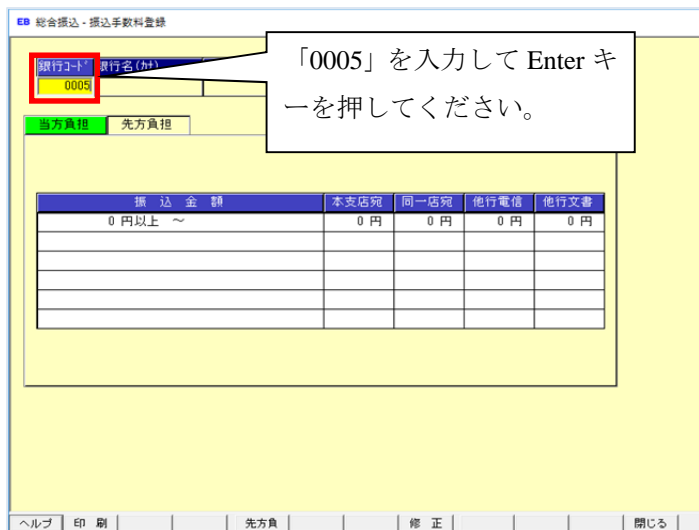 EB 総合振込 - 振込手数料登録
「0005」を入力して Enter キ
ーを押してください。
銀行ｺｰﾄﾞ 銀行名(ｶﾅ)
0005
当方負担 先方負担
振 込 金 額 本支店宛 同一店宛 他行電信 他行文書
0 円以上 ～ 0 円 0 円 0 円 0 円
ヘルプ 印 刷 先方負 修 正 閉じる